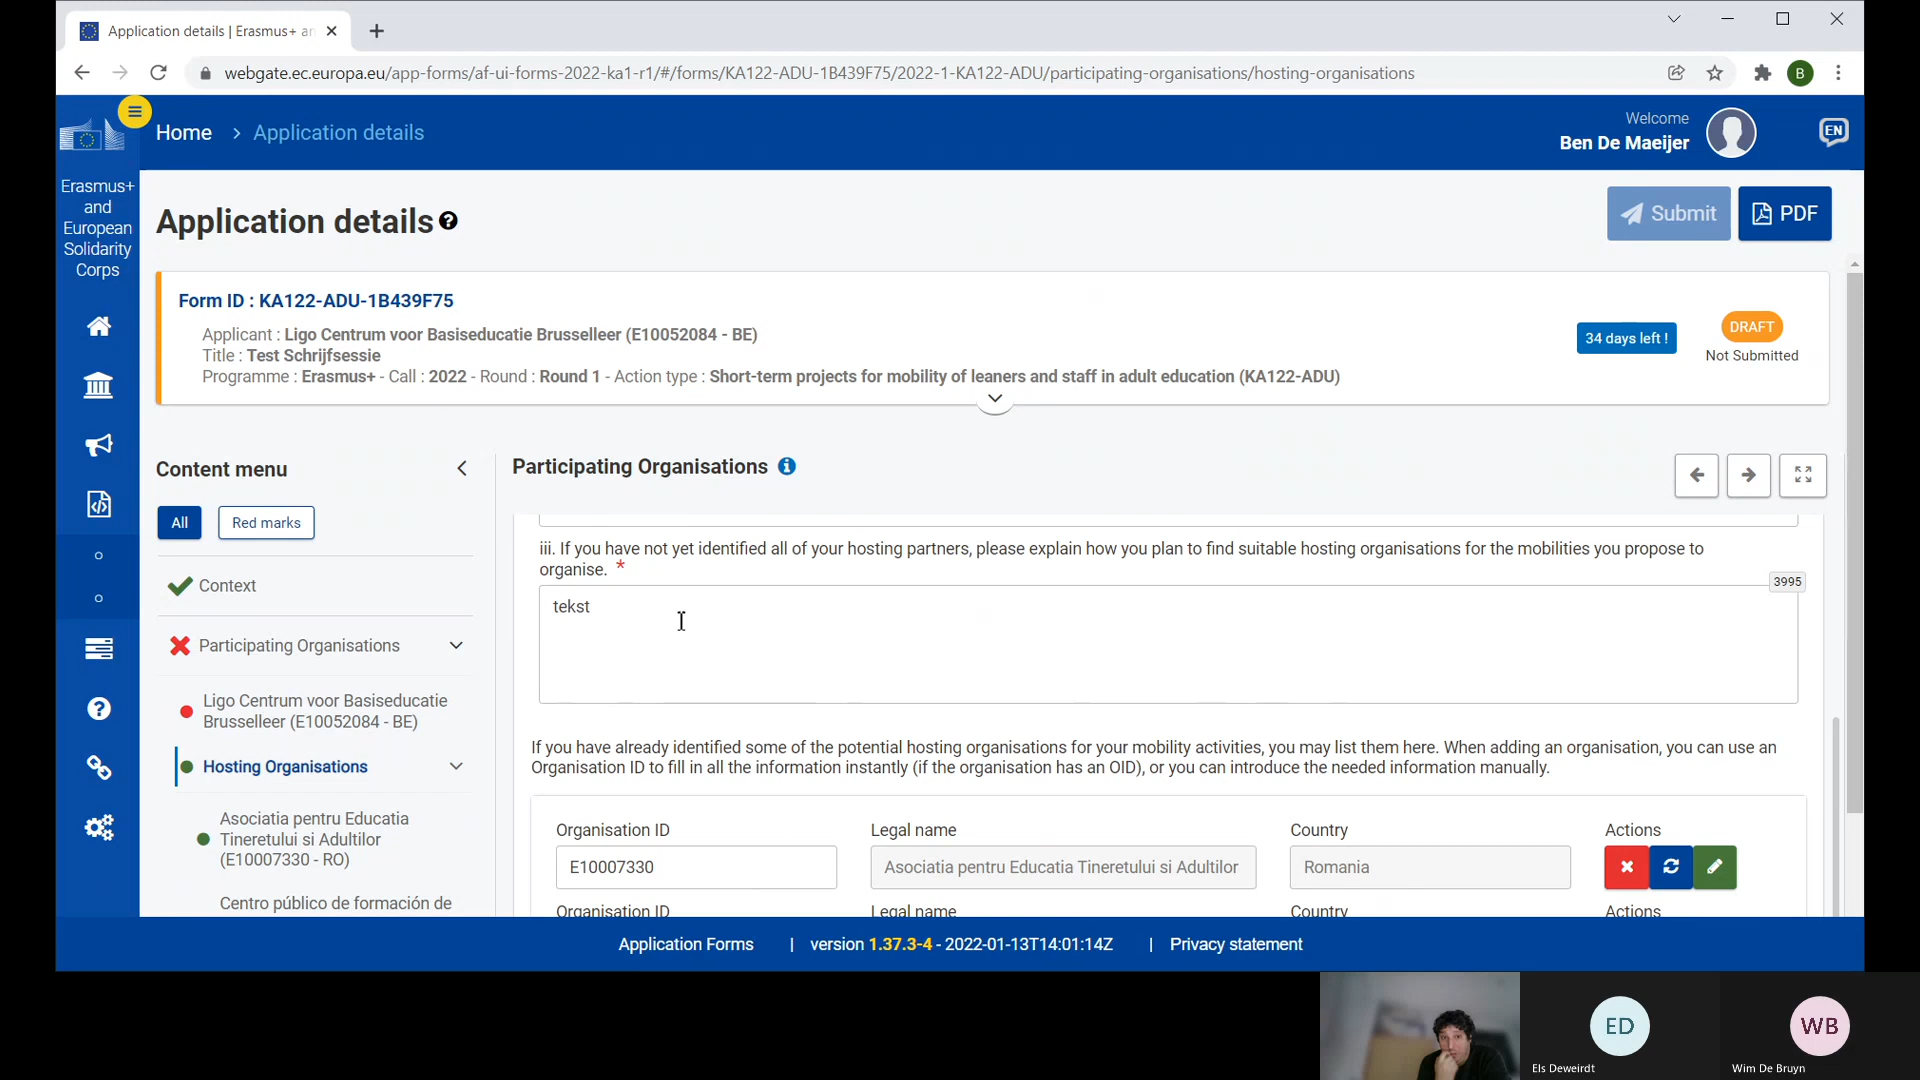 Application details | Erasmus+ an
webgate.ec.europa.eu/app-forms/af-ui-forms-2022-ka1-r1/#/forms/KA122-ADU-1B439F75/2022-1-KA122-ADU/participating-organisations/hosting-organisations
B
Home > Application details
Welcome
Ben De Maeijer
EN
Erasmus+
and
European
Solidarity
Corps
Application details
Submit
PDF
Form ID : KA122-ADU-1B439F75
Applicant : Ligo Centrum voor Basiseducatie Brusselleer (E10052084 - BE)
Title : Test Schrijfsessie
Programme : Erasmus+ - Call : 2022 - Round : Round 1 - Action type : Short-term projects for mobility of leaners and staff in adult education (KA122-ADU)
34 days left !
DRAFT
Not Submitted
Content menu
All
Red marks
Context
Participating Organisations
Ligo Centrum voor Basiseducatie
Brusselleer (E10052084 - BE)
Hosting Organisations
Asociatia pentru Educatia
Tineretului si Adultilor
(E10007330 - RO)
Centro público de formación de
Participating Organisations
iii. If you have not yet identified all of your hosting partners, please explain how you plan to find suitable hosting organisations for the mobilities you propose to
organise. *
3995
tekst
If you have already identified some of the potential hosting organisations for your mobility activities, you may list them here. When adding an organisation, you can use an
Organisation ID to fill in all the information instantly (if the organisation has an OID), or you can introduce the needed information manually.
Organisation ID Legal name Country Actions
E10007330 Asociatia pentru Educatia Tineretului si Adultilor Romania
Organisation ID Legal name Country Actions
Application Forms | version 1.37.3-4 - 2022-01-13T14:01:14Z | Privacy statement
ED
Els Deweirdt
WB
Wim De Bruyn